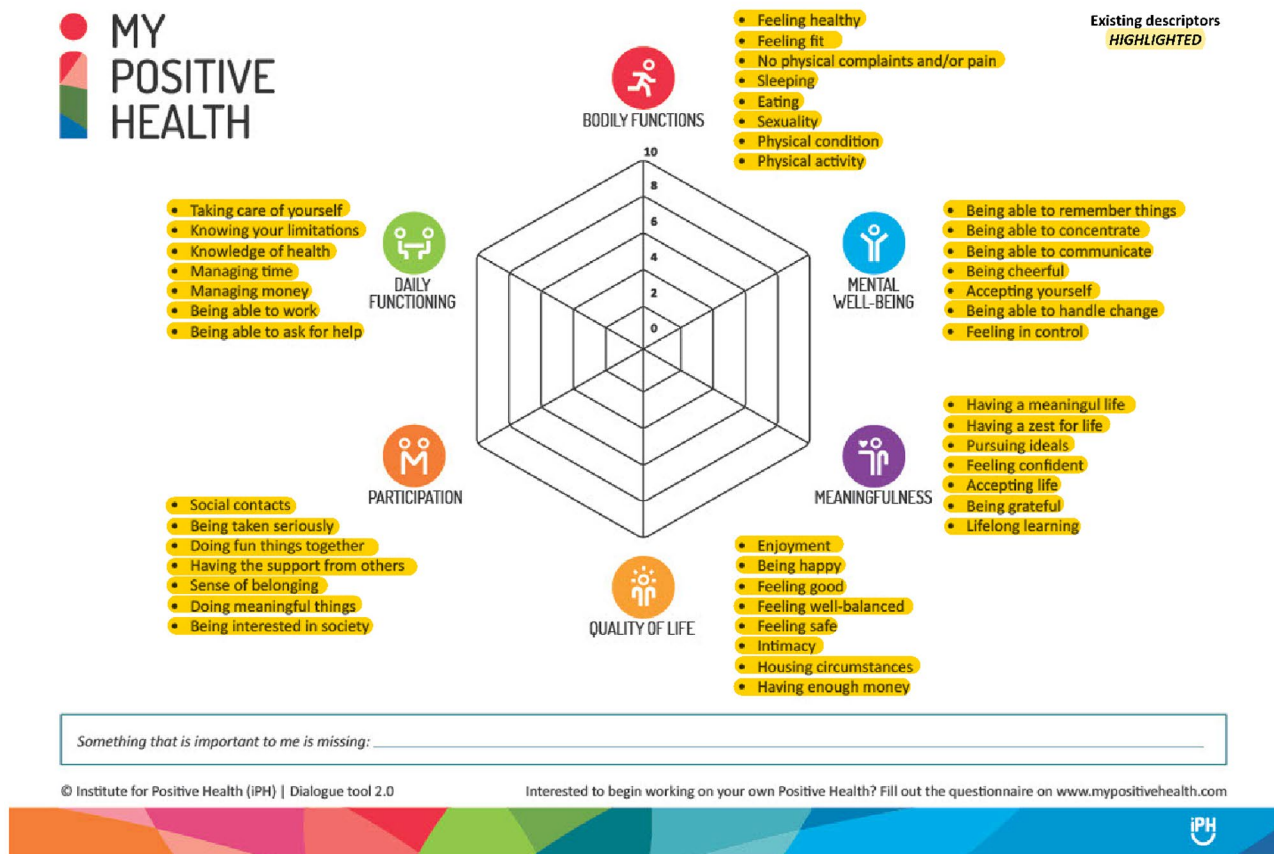 MY
POSITIVE
HEALTH
Existing descriptors
HIGHLIGHTED
BODILY FUNCTIONS
• Feeling healthy
• Feeling fit
• No physical complaints and/or pain
• Sleeping
• Eating
• Sexuality
• Physical condition
• Physical activity
10
8
6
4
2
0
• Taking care of yourself
• Knowing your limitations
• Knowledge of health
• Managing time
• Managing money
• Being able to work
• Being able to ask for help
DAILY
FUNCTIONING
MENTAL
WELL-BEING
• Being able to remember things
• Being able to concentrate
• Being able to communicate
• Being cheerful
• Accepting yourself
• Being able to handle change
• Feeling in control
PARTICIPATION
• Social contacts
• Being taken seriously
• Doing fun things together
• Having the support from others
• Sense of belonging
• Doing meaningful things
• Being interested in society
MEANINGFULNESS
• Having a meaningul life
• Having a zest for life
• Pursuing ideals
• Feeling confident
• Accepting life
• Being grateful
• Lifelong learning
QUALITY OF LIFE
• Enjoyment
• Being happy
• Feeling good
• Feeling well-balanced
• Feeling safe
• Intimacy
• Housing circumstances
• Having enough money
Something that is important to me is missing:
© Institute for Positive Health (iPH) | Dialogue tool 2.0
Interested to begin working on your own Positive Health? Fill out the questionnaire on www.mypositivehealth.com
iPH